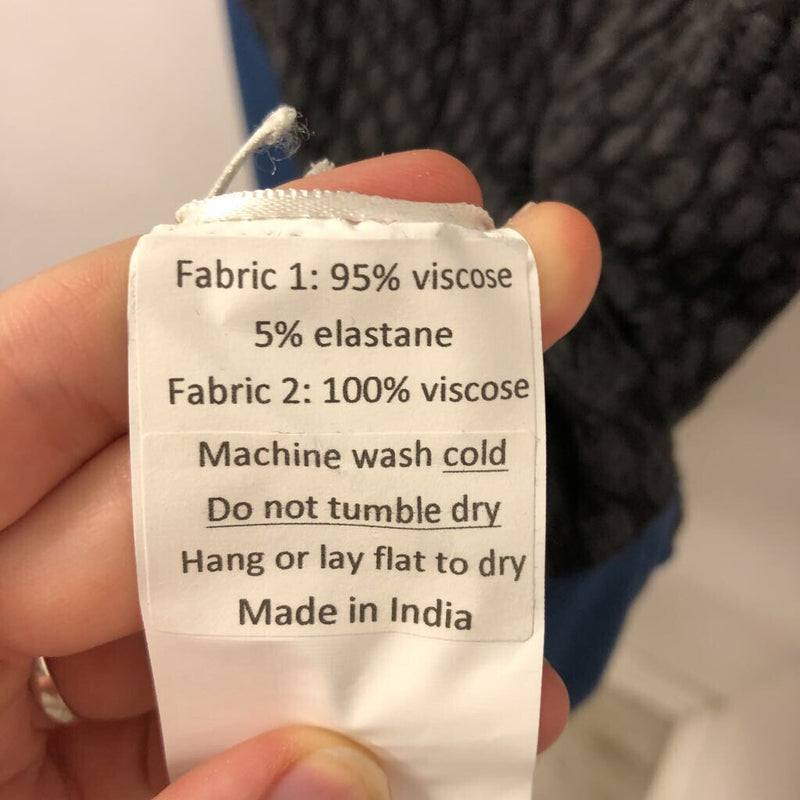 Fabric 1: 95% viscose
5% elastane
Fabric 2: 100% viscose
Machine wash cold
Do not tumble dry
Hang or lay flat to dry
Made in India